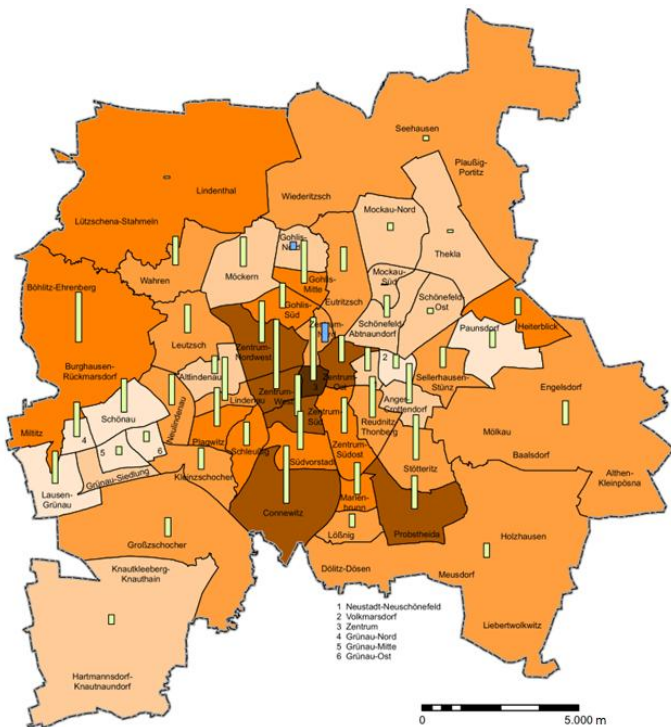 Seehausen
Plaußig-
Portitz
Lindenthal
Wiederitzsch
Lützschena-Stahmeln
Mockau-Nord
Thekla
Gohlis-
Nord
Wahren
Möckern
Mockau-
Süd
Böhlitz-Ehrenberg
Gohlis-
Mitte
Eutritzsch
Schönefeld
Ost
Gohlis-
Süd
Heiterblick
Schönefeld
Abtnaundorf
Paunsdorf
Leutzsch
Zentrum-
Nord
Zentrum-
Nordwest
2
Burghausen-
Rückmarsdorf
Altlindenau
Zentrum-
Ost
Sellerhausen-
Stünz
Engelsdorf
3
Lindenau
Zentrum-
West
Anger-
Crottendorf
Schönau
Neulindenau
Zentrum-
Süd
Reudnitz-
Thonberg
Miltitz
Plagwitz
Mölkau
4
Schleußig
Zentrum-
Südost
Stötteritz
Baalsdorf
5
6
Südvorstadt
Grünau-Siedlung
Kleinzschocher
Althen-
Kleinpösna
Lausen-
Grünau
Marien-
brunn
Connewitz
Probstheida
Großzschocher
Lößnig
Holzhausen
Knautkleeberg-
Knauthain
Dölitz-Dösen
Meusdorf
1 Neustadt-Neuschönefeld
2 Volkmarsdorf
3 Zentrum
4 Grünau-Nord
5 Grünau-Mitte
6 Grünau-Ost
Liebertwolkwitz
Hartmannsdorf-
Knautnaundorf
0 5.000 m